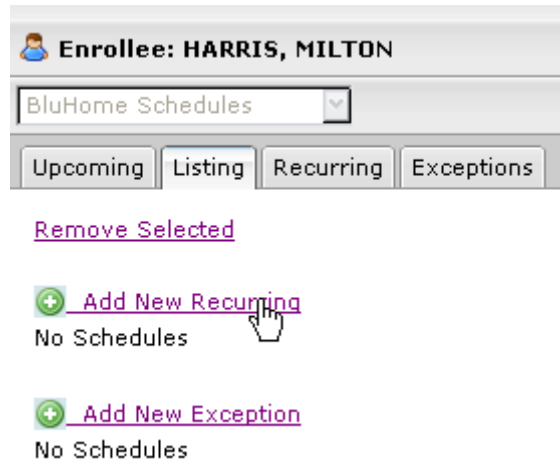 Enrollee: HARRIS, MILTON
BluHome Schedules
Upcoming Listing Recurring Exceptions
Remove Selected
Add New Recurring
No Schedules
Add New Exception
No Schedules